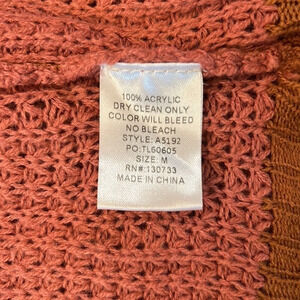 100% ACRYLIC
DRY CLEAN ONLY
COLOR WILL BLEED
NO BLEACH
STYLE: A5192
PO:TL60605
SIZE: M
RN#:130733
MADE IN CHINA